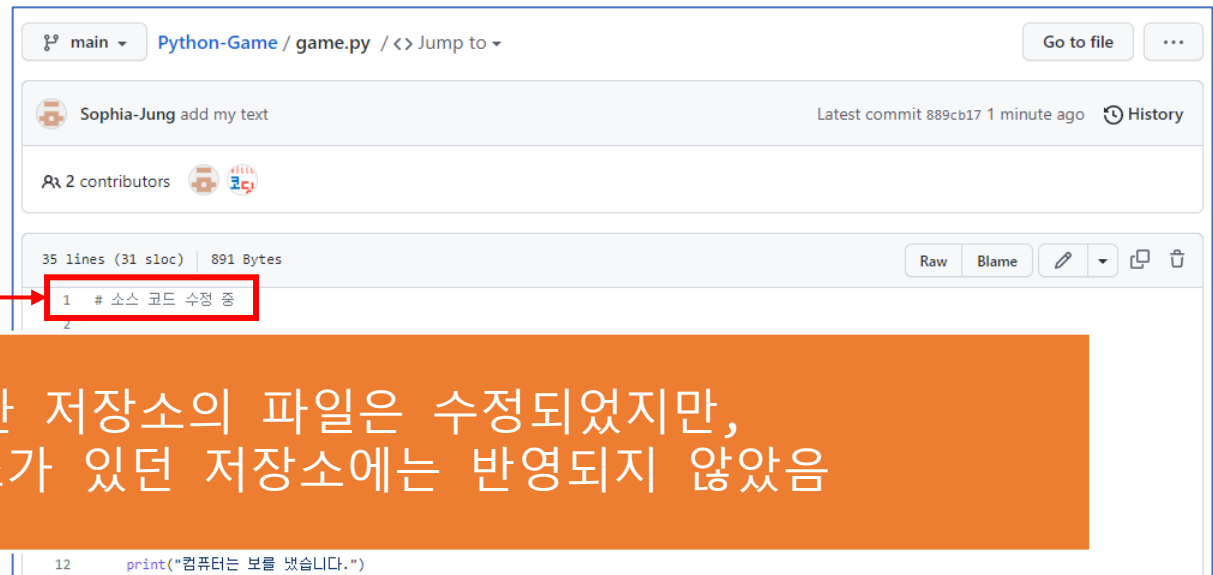 main Python-Game / game.py / <> Jump to Go to file ...
Sophia-Jung add my text Latest commit 889cb17 1 minute ago History
2 contributors 코딩
35 lines (31 sloc) 891 Bytes Raw Blame
1 # 소스 코드 수정 중
2
저장소의 파일은 수정되었지만,
있던 저장소에는 반영되지 않았음
12 print("컴퓨터는 보를 냈습니다.")